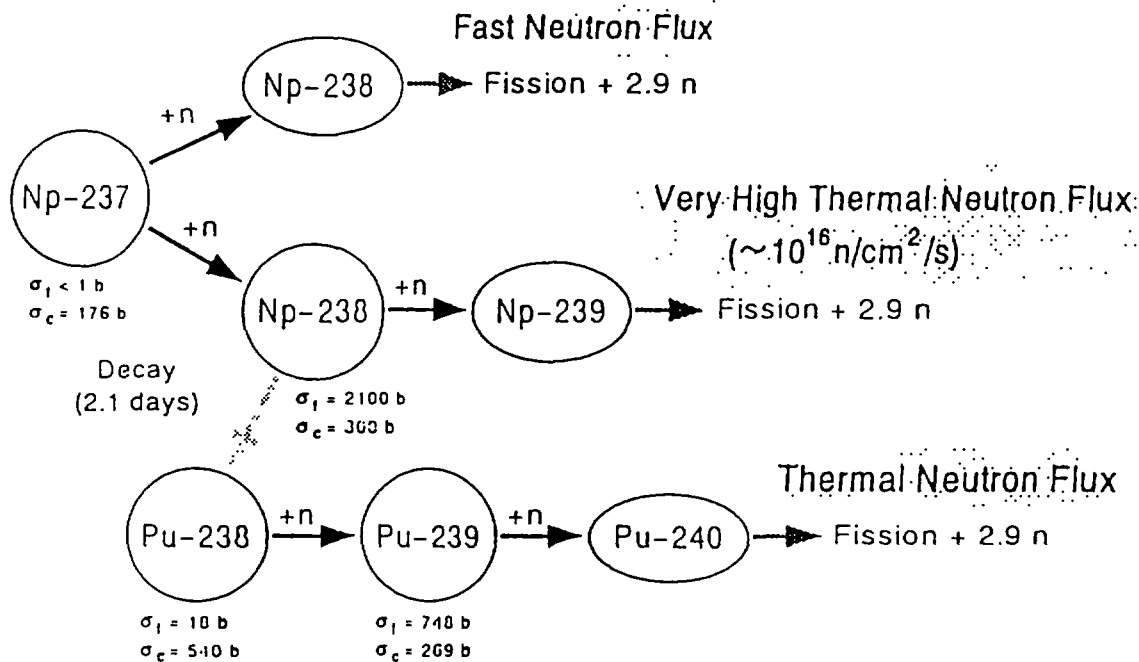 Fast Neutron Flux
Np-238
Fission + 2.9 n
+n
Np-237
σf < 1 b
σc = 176 b
+n
Very High Thermal Neutron Flux
(~10¹⁶ n/cm²/s)
Np-238
+n
Np-239
Fission + 2.9 n
σf = 2100 b
σc = 300 b
Decay
(2.1 days)
Thermal Neutron Flux
Pu-238
+n
Pu-239
+n
Pu-240
Fission + 2.9 n
σf = 18 b
σc = 540 b
σf = 748 b
σc = 269 b